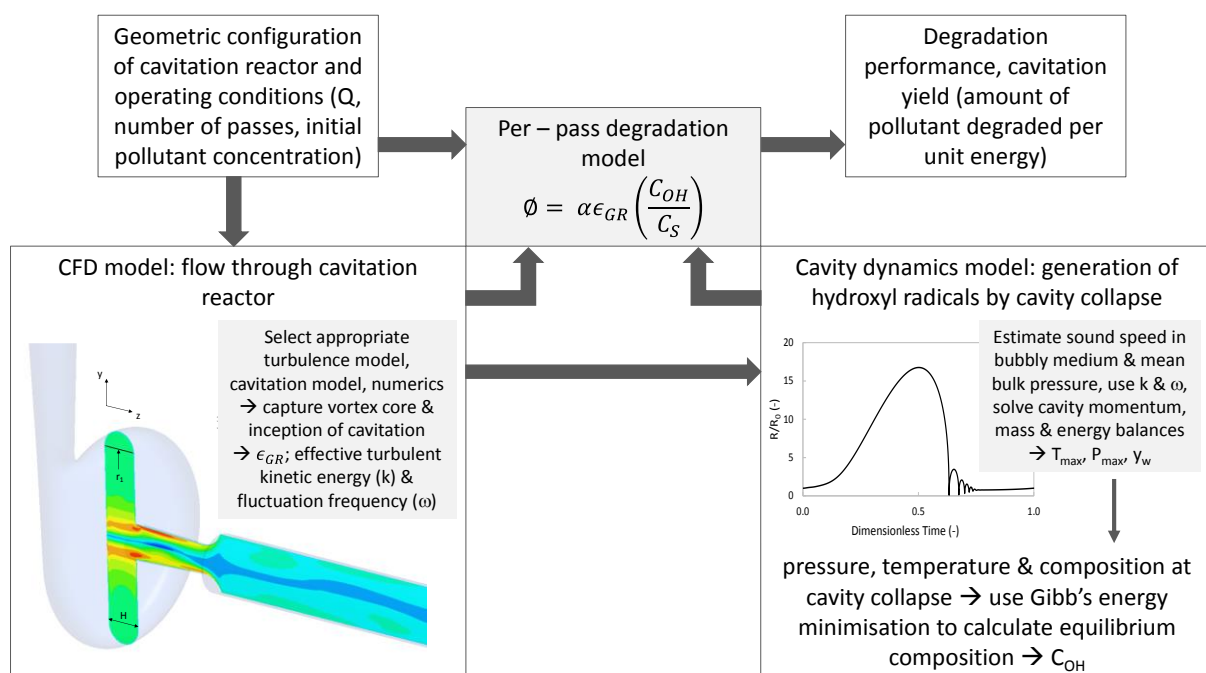 Geometric configuration
of cavitation reactor and
operating conditions (Q,
number of passes, initial
pollutant concentration)
Per – pass degradation
model
∅ = αϵ_GR (C_OH / C_S)
Degradation
performance, cavitation
yield (amount of
pollutant degraded per
unit energy)
CFD model: flow through cavitation
reactor
Select appropriate
turbulence model,
cavitation model, numerics
→ capture vortex core &
inception of cavitation
→ ϵ_GR; effective turbulent
kinetic energy (k) &
fluctuation frequency (ω)
y
z
r₁
H
Cavity dynamics model: generation of
hydroxyl radicals by cavity collapse
20
15
10
5
0
R/R₀ (-)
0.0
0.5
1.0
Dimensionless Time (-)
Estimate sound speed in
bubbly medium & mean
bulk pressure, use k & ω,
solve cavity momentum,
mass & energy balances
→ T_max, P_max, y_w
pressure, temperature & composition at
cavity collapse → use Gibb's energy
minimisation to calculate equilibrium
composition → C_OH